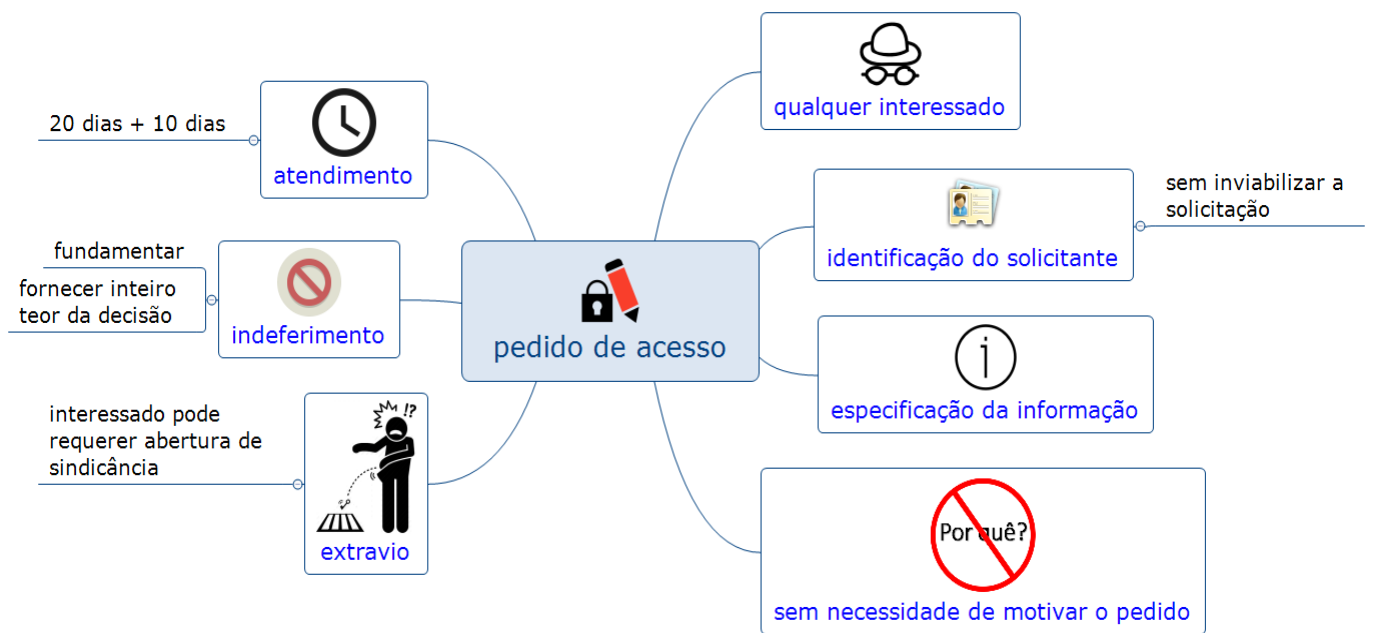 pedido de acesso
qualquer interessado
identificação do solicitante
sem inviabilizar a
solicitação
especificação da informação
Por quê?
sem necessidade de motivar o pedido
atendimento
20 dias + 10 dias
indeferimento
fundamentar
fornecer inteiro
teor da decisão
!?
extravio
interessado pode
requerer abertura de
sindicância